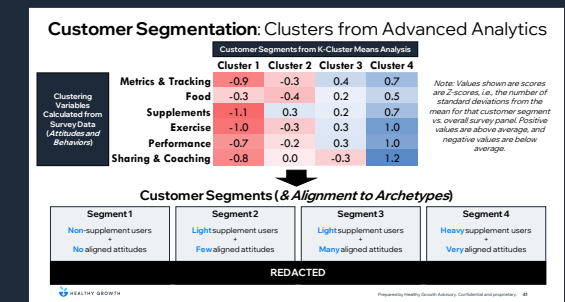 Customer Segmentation: Clusters from Advanced Analytics
Customer Segments from K-Cluster Means Analysis
Cluster 1 Cluster 2 Cluster 3 Cluster 4
Metrics & Tracking -0.9 -0.3 0.4 0.7
Food -0.3 -0.4 0.2 0.5
Supplements -1.1 0.3 0.2 0.7
Exercise -1.0 -0.3 0.3 1.0
Performance -0.7 -0.2 0.3 1.0
Sharing & Coaching -0.8 0.0 -0.3 1.2
Clustering
Variables
Calculated from
Survey Data
(Attitudes and
Behaviors)
Note: Values shown are scores
are Z-scores, i.e., the number of
standard deviations from the
mean for that customer segment
vs. overall survey panel. Positive
values are above average, and
negative values are below
average.
Customer Segments (& Alignment to Archetypes)
Segment 1
Non-supplement users
+
No aligned attitudes
Segment 2
Light supplement users
+
Few aligned attitudes
Segment 3
Light supplement users
+
Many aligned attitudes
Segment 4
Heavy supplement users
+
Very aligned attitudes
REDACTED
HEALTHY GROWTH
Prepared by Healthy Growth Advisory. Confidential and proprietary. 41